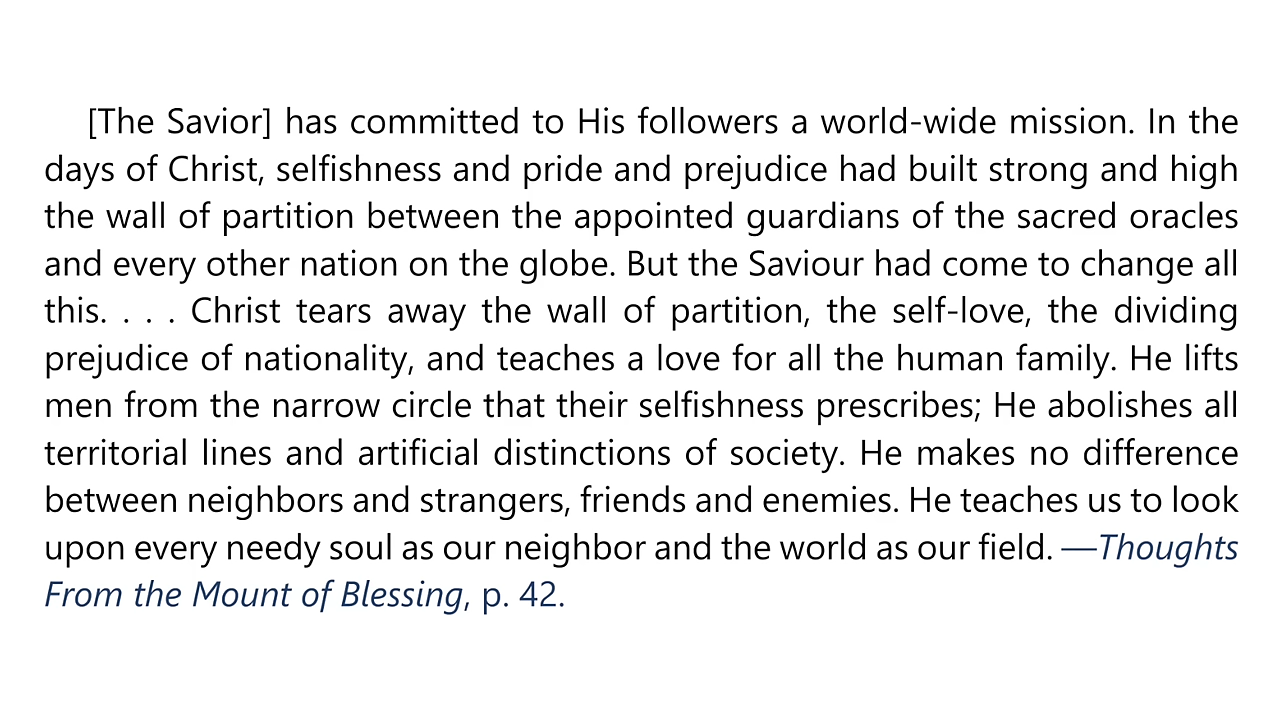 [The Savior] has committed to His followers a world-wide mission. In the
days of Christ, selfishness and pride and prejudice had built strong and high
the wall of partition between the appointed guardians of the sacred oracles
and every other nation on the globe. But the Saviour had come to change all
this. . . . Christ tears away the wall of partition, the self-love, the dividing
prejudice of nationality, and teaches a love for all the human family. He lifts
men from the narrow circle that their selfishness prescribes; He abolishes all
territorial lines and artificial distinctions of society. He makes no difference
between neighbors and strangers, friends and enemies. He teaches us to look
upon every needy soul as our neighbor and the world as our field. —Thoughts
From the Mount of Blessing, p. 42.